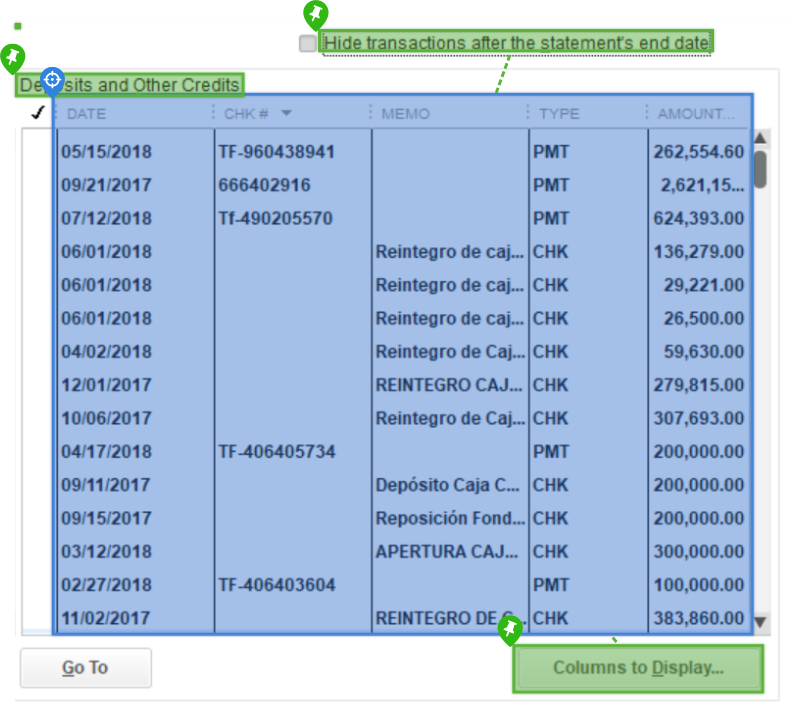 Hide transactions after the statement's end date
Deposits and Other Credits
DATE CHK # MEMO TYPE AMOUNT...
05/15/2018 TF-960438941 PMT 262,554.60
09/21/2017 666402916 PMT 2,621,15...
07/12/2018 Tf-490205570 PMT 624,393.00
06/01/2018 Reintegro de caj... CHK 136,279.00
06/01/2018 Reintegro de caj... CHK 29,221.00
06/01/2018 Reintegro de caj... CHK 26,500.00
04/02/2018 Reintegro de Caj... CHK 59,630.00
12/01/2017 REINTEGRO CAJ... CHK 279,815.00
10/06/2017 Reintegro de Caj... CHK 307,693.00
04/17/2018 TF-406405734 PMT 200,000.00
09/11/2017 Depósito Caja C... CHK 200,000.00
09/15/2017 Reposición Fond... CHK 200,000.00
03/12/2018 APERTURA CAJ... CHK 300,000.00
02/27/2018 TF-406403604 PMT 100,000.00
11/02/2017 REINTEGRO DE CHK 383,860.00
Go To Columns to Display...